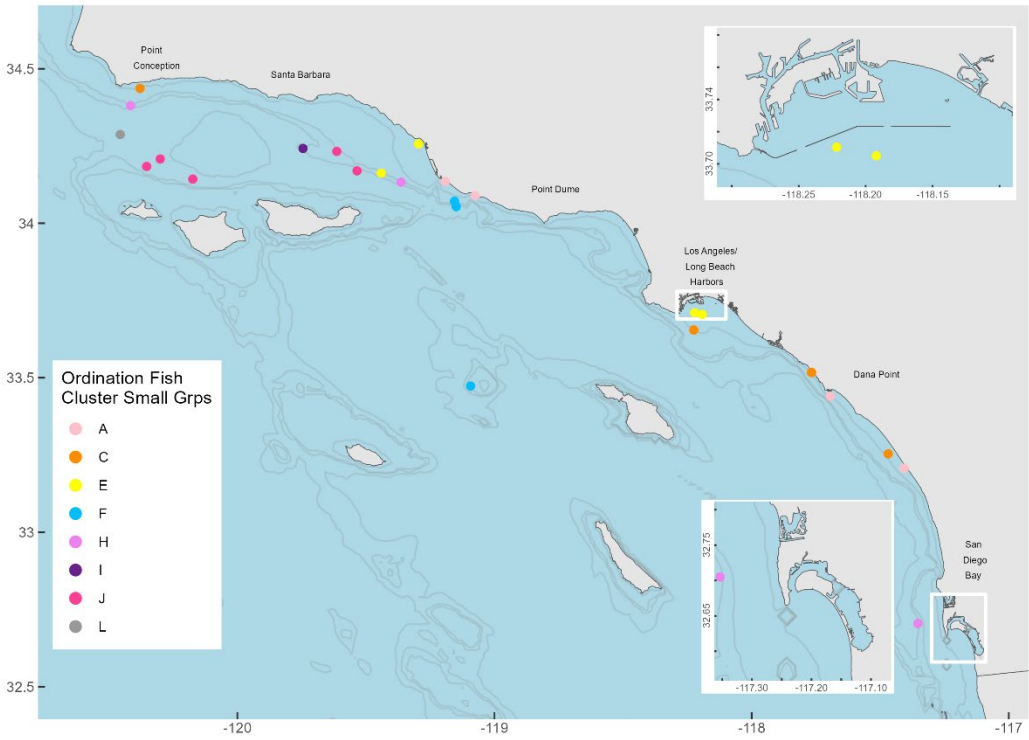 Point
Conception
Santa Barbara
Point Dume
Los Angeles/
Long Beach
Harbors
Dana Point
San
Diego
Bay
34.5
34
33.5
33
32.5
-120
-119
-118
-117
33.74
33.70
-118.25
-118.20
-118.15
32.75
32.65
-117.30
-117.20
-117.10
Ordination Fish
Cluster Small Grps
A
C
E
F
H
I
J
L